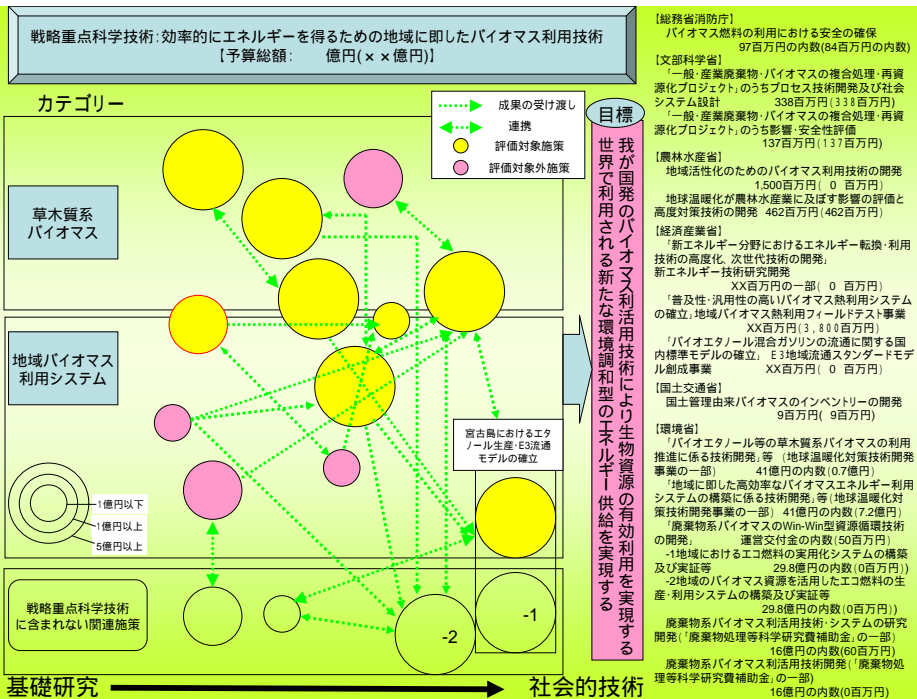 戦略重点科学技術:効率的にエネルギーを得るための地域に即したバイオマス利用技術
【予算総額: 億円(××億円)】
カテゴリー
成果の受け渡し
連携
評価対象施策
評価対象外施策
草木質系
バイオマス
地域バイオマス
利用システム
1億円以下
1億円以上
5億円以上
宮古島におけるエタ
ノール生産・E3流通
モデルの確立
戦略重点科学技術
に含まれない関連施策
-2
-1
基礎研究
社会的技術
目標
我が国発のバイオマス利活用技術により生物資源の有効利用を実現する
世界で利用される新たな環境調和型のエネルギー供給を実現する
【総務省消防庁】
バイオマス燃料の利用における安全の確保
97百万円の内数(84百万円の内数)
【文部科学省】
「一般・産業廃棄物・バイオマスの複合処理・再資
源化プロジェクト」のうちプロセス技術開発及び社会
システム設計 338百万円(338百万円)
「一般・産業廃棄物・バイオマスの複合処理・再資
源化プロジェクト」のうち影響・安全性評価
137百万円(137百万円)
【農林水産省】
地域活性化のためのバイオマス利用技術の開発
1,500百万円( 0 百万円)
地球温暖化が農林水産業に及ぼす影響の評価と
高度対策技術の開発 462百万円(462百万円)
【経済産業省】
「新エネルギー分野におけるエネルギー転換・利用
技術の高度化、次世代技術の開発」
新エネルギー技術研究開発
XX百万円の一部( 0 百万円)
「普及性・汎用性の高いバイオマス熱利用システム
の確立」地域バイオマス熱利用フィールドテスト事業
XX百万円(3,800百万円)
「バイオエタノール混合ガソリンの流通に関する国
内標準モデルの確立」 E3地域流通スタンダードモデ
ル創成事業 XX百万円( 0 百万円)
【国土交通省】
国土管理由来バイオマスのインベントリーの開発
9百万円( 9百万円)
【環境省】
「バイオエタノール等の草木質系バイオマスの利用
推進に係る技術開発」等 (地球温暖化対策技術開発
事業の一部) 41億円の内数(0.7億円)
「地域に即した高効率なバイオマスエネルギー利用
システムの構築に係る技術開発」等(地球温暖化対
策技術開発事業の一部) 41億円の内数(7.2億円)
「廃棄物系バイオマスのWin-Win型資源循環技術
の開発」 運営交付金の内数(50百万円)
-1地域におけるエコ燃料の実用化システムの構築
及び実証等 29.8億円の内数(0百万円))
-2地域のバイオマス資源を活用したエコ燃料の生
産・利用システムの構築及び実証等
29.8億円の内数(0百万円))
廃棄物系バイオマス利活用技術・システムの研究
開発(「廃棄物処理等科学研究費補助金」の一部)
16億円の内数(60百万円)
廃棄物系バイオマス利活用技術開発(「廃棄物処
理等科学研究費補助金」の一部)
16億円の内数(0百万円)